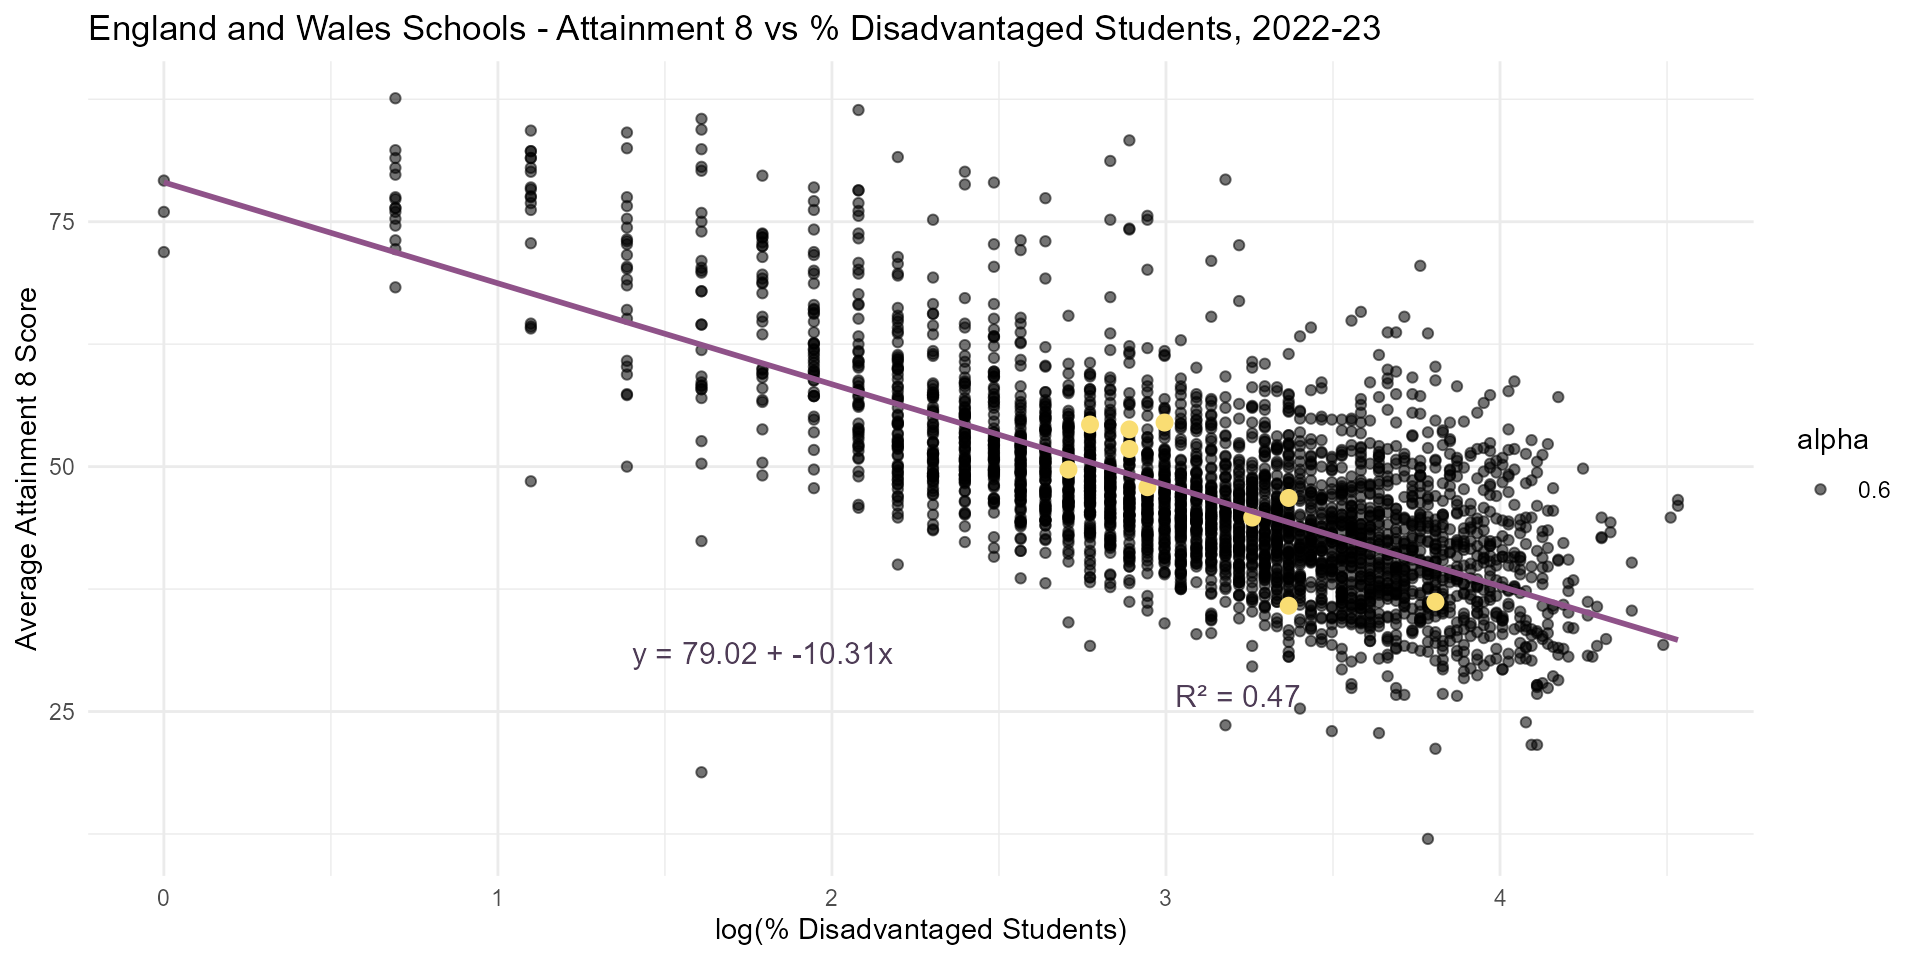 England and Wales Schools - Attainment 8 vs % Disadvantaged Students, 2022-23
Average Attainment 8 Score
75
50
25
y = 79.02 + -10.31x
R² = 0.47
0
1
2
3
4
log(% Disadvantaged Students)
alpha
0.6